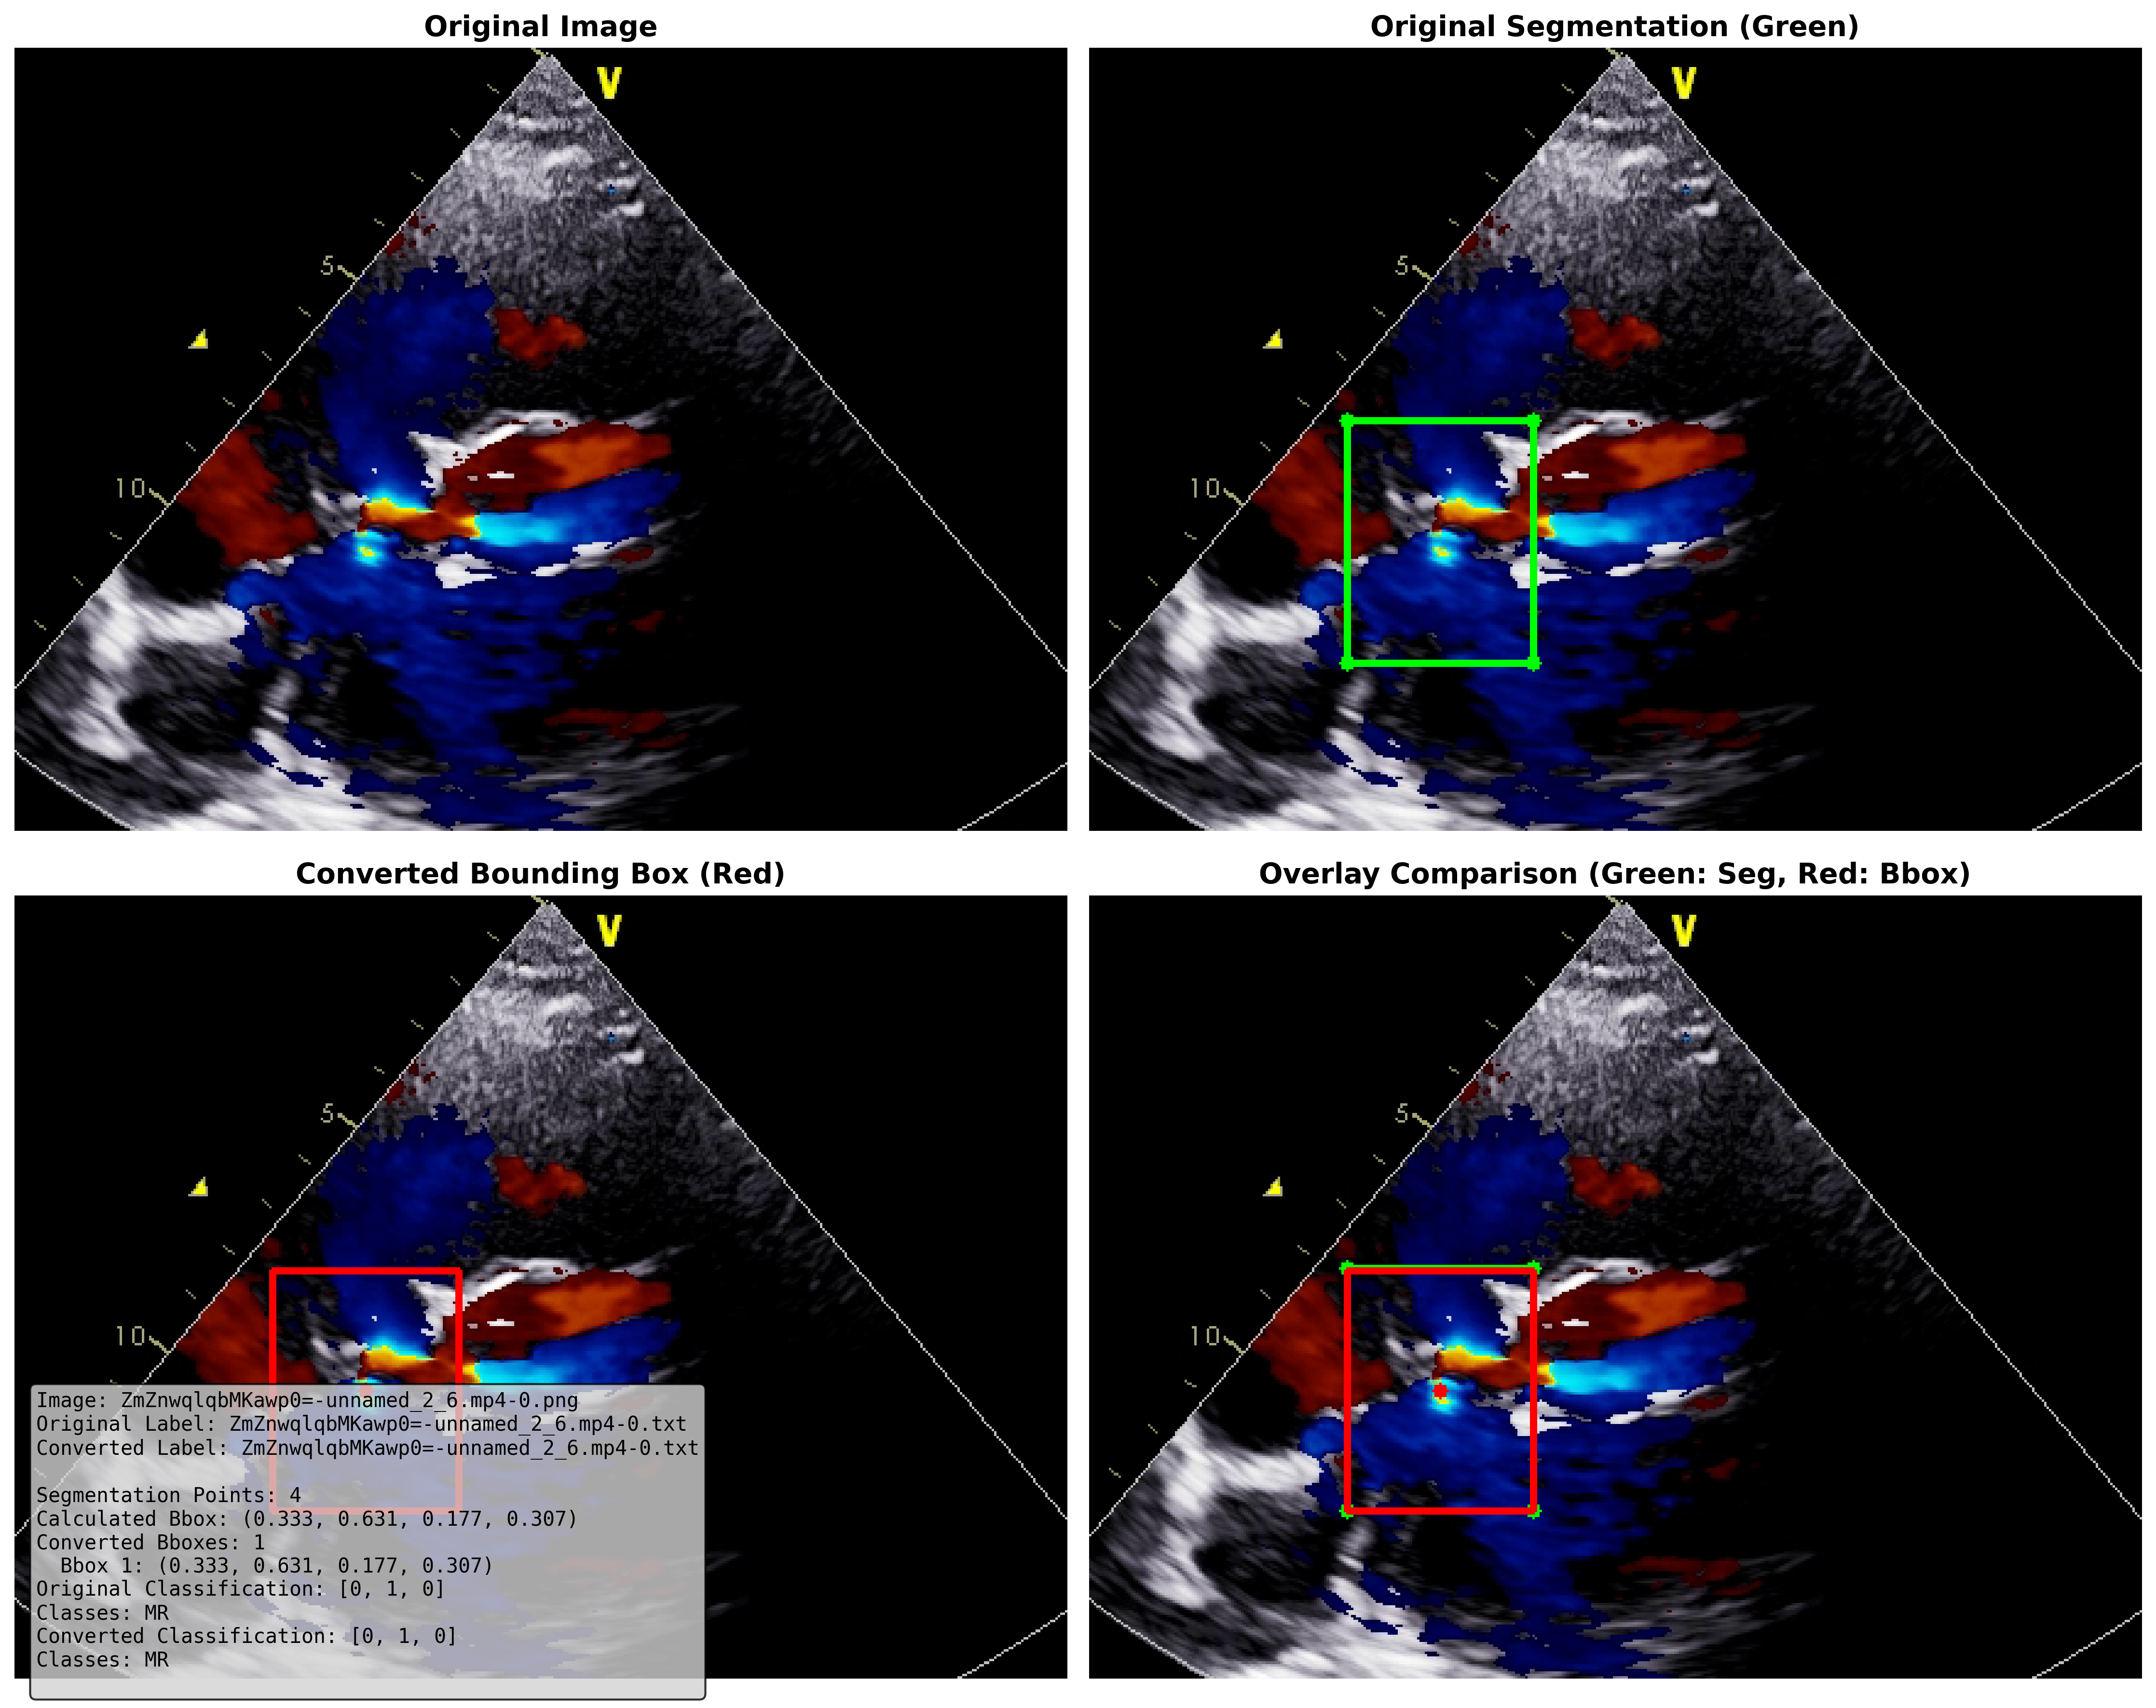 Original Image
V
5
10
Original Segmentation (Green)
V
5
10
Converted Bounding Box (Red)
V
5
10
Image: ZmZnwqlqbMKawp0=-unnamed_2_6.mp4-0.png
Original Label: ZmZnwqlqbMKawp0=-unnamed_2_6.mp4-0.txt
Converted Label: ZmZnwqlqbMKawp0=-unnamed_2_6.mp4-0.txt
Segmentation Points: 4
Calculated Bbox: (0.333, 0.631, 0.177, 0.307)
Converted Bboxes: 1
Bbox 1: (0.333, 0.631, 0.177, 0.307)
Original Classification: [0, 1, 0]
Classes: MR
Converted Classification: [0, 1, 0]
Classes: MR
Overlay Comparison (Green: Seg, Red: Bbox)
V
5
10